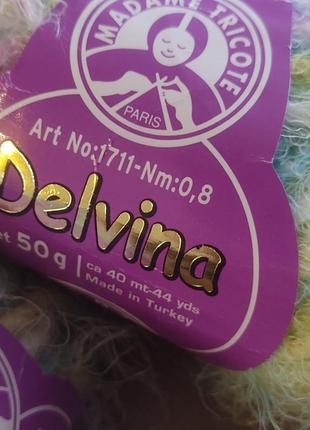 MADAME TRICOTE
PARIS
Art No:1711-Nm:0,8
Delvina
50g
ca 40 mt-44 yds
Made in Turkey